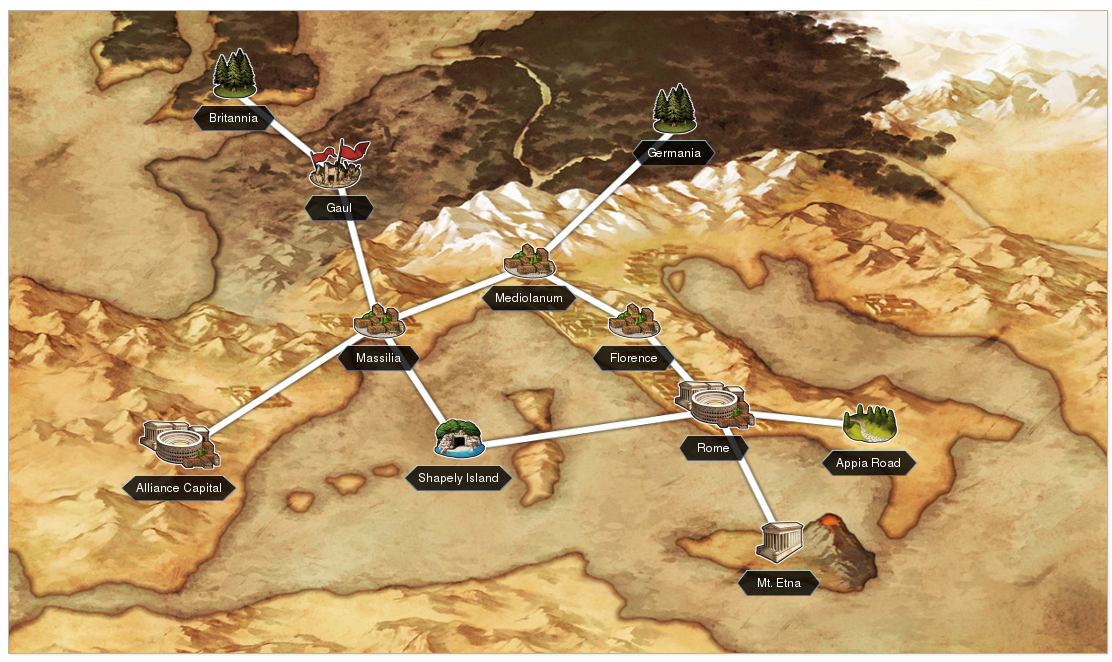 Britannia
Germania
Gaul
Mediolanum
Massilia
Florence
Rome
Appia Road
Shapely Island
Alliance Capital
Mt. Etna